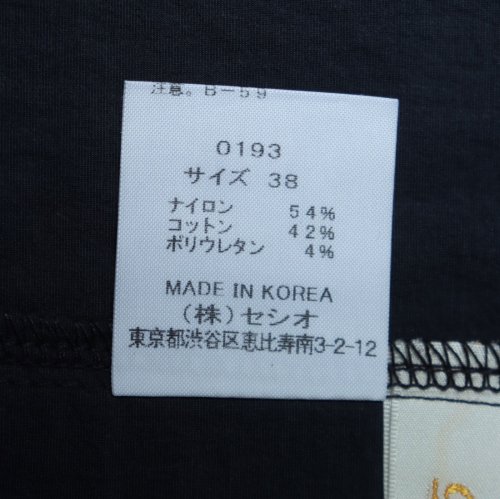 注意。B-59
0193
サイズ 38
ナイロン 54%
コットン 42%
ポリウレタン 4%
MADE IN KOREA
(株)セシオ
東京都渋谷区恵比寿南3-2-12